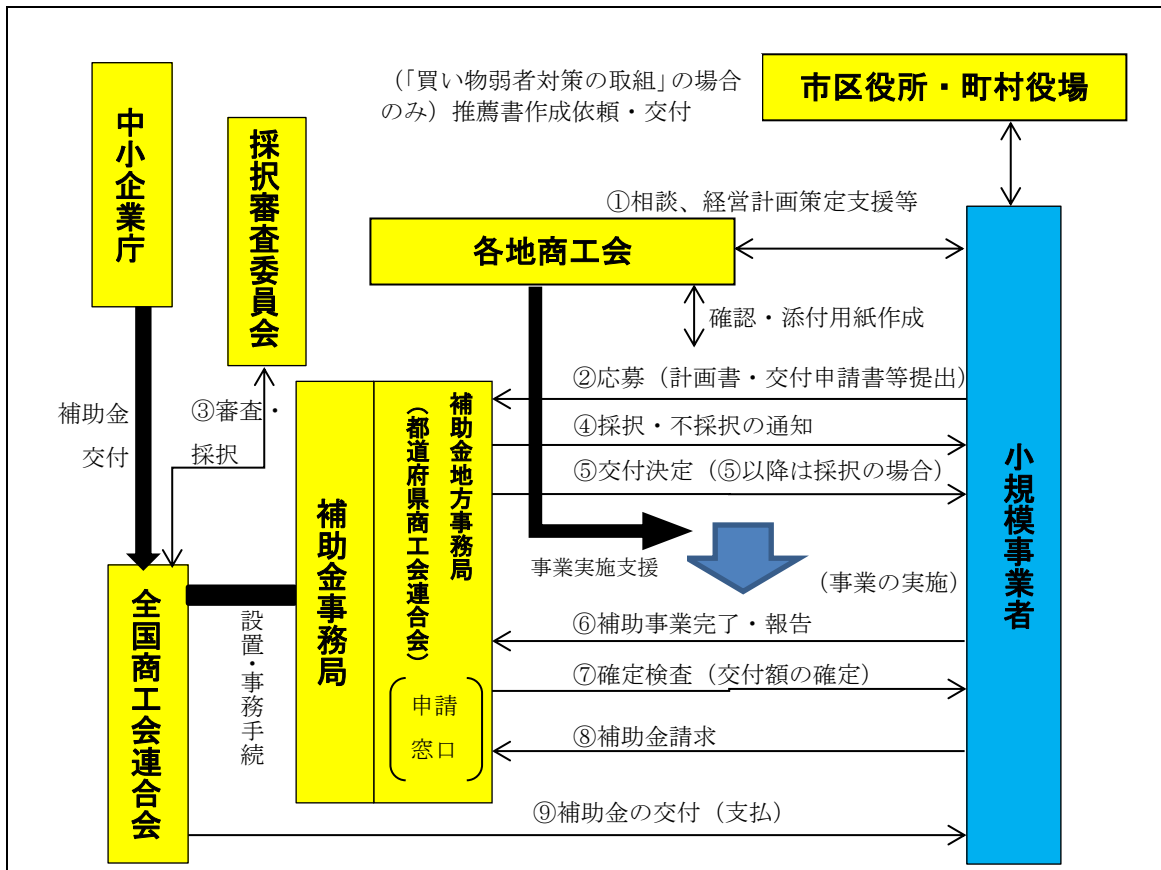 （「買い物弱者対策の取組」の場合
のみ）推薦書作成依頼・交付
市区役所・町村役場
中小企業庁
採択審査委員会
①相談、経営計画策定支援等
各地商工会
確認・添付用紙作成
補助金
交付
③審査・
採択
②応募（計画書・交付申請書等提出）
④採択・不採択の通知
⑤交付決定（⑤以降は採択の場合）
事業実施支援
（事業の実施）
小規模事業者
全国商工会連合会
設置・事務手続
補助金事務局
補助金地方事務局
（都道府県商工会連合会）
申請
窓口
⑥補助事業完了・報告
⑦確定検査（交付額の確定）
⑧補助金請求
⑨補助金の交付（支払）